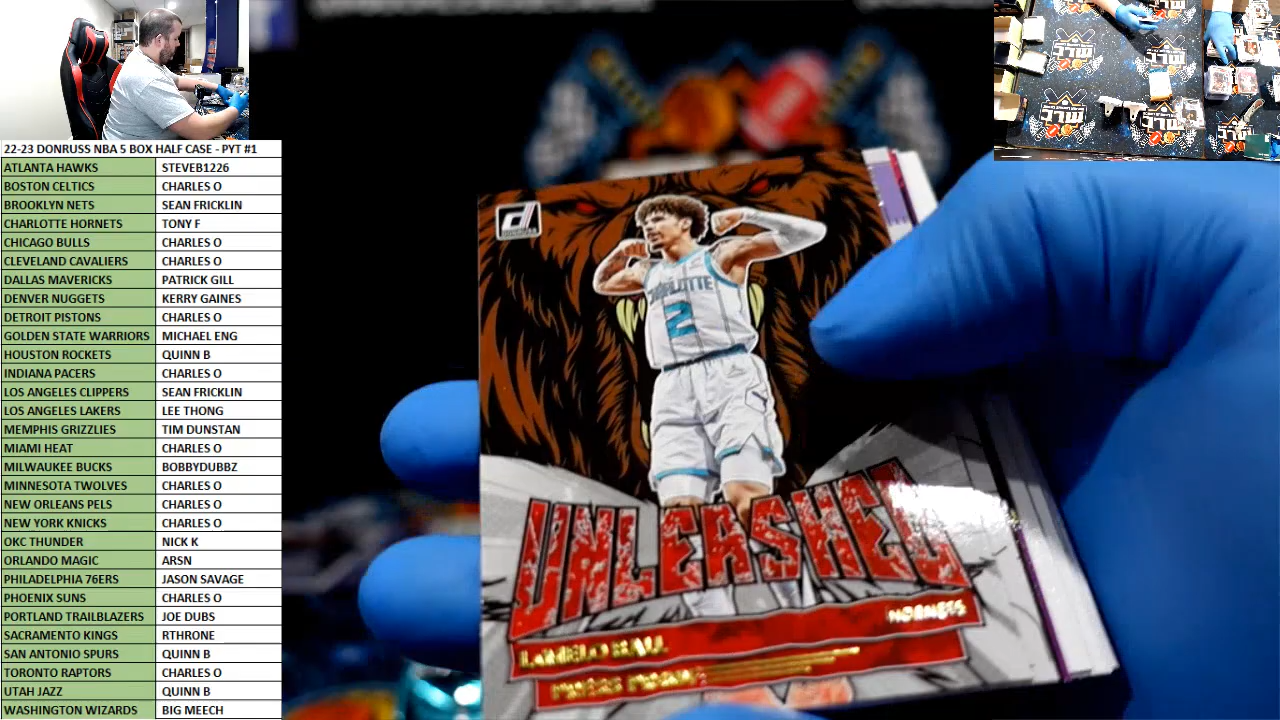 22-23 DONRUSS NBA 5 BOX HALF CASE - PYT #1
ATLANTA HAWKS STEVEB1226
BOSTON CELTICS CHARLES O
BROOKLYN NETS SEAN FRICKLIN
CHARLOTTE HORNETS TONY F
CHICAGO BULLS CHARLES O
CLEVELAND CAVALIERS CHARLES O
DALLAS MAVERICKS PATRICK GILL
DENVER NUGGETS KERRY GAINES
DETROIT PISTONS CHARLES O
GOLDEN STATE WARRIORS MICHAEL ENG
HOUSTON ROCKETS QUINN B
INDIANA PACERS CHARLES O
LOS ANGELES CLIPPERS SEAN FRICKLIN
LOS ANGELES LAKERS LEE THONG
MEMPHIS GRIZZLIES TIM DUNSTAN
MIAMI HEAT CHARLES O
MILWAUKEE BUCKS BOBBYDUBBZ
MINNESOTA TWOLVES CHARLES O
NEW ORLEANS PELS CHARLES O
NEW YORK KNICKS CHARLES O
OKC THUNDER NICK K
ORLANDO MAGIC ARSN
PHILADELPHIA 76ERS JASON SAVAGE
PHOENIX SUNS CHARLES O
PORTLAND TRAILBLAZERS JOE DUBS
SACRAMENTO KINGS RTHRONE
SAN ANTONIO SPURS QUINN B
TORONTO RAPTORS CHARLES O
UTAH JAZZ QUINN B
WASHINGTON WIZARDS BIG MEECH
CHARLOTTE
2
UNLEASHED
HORNETS
LaMELO BALL